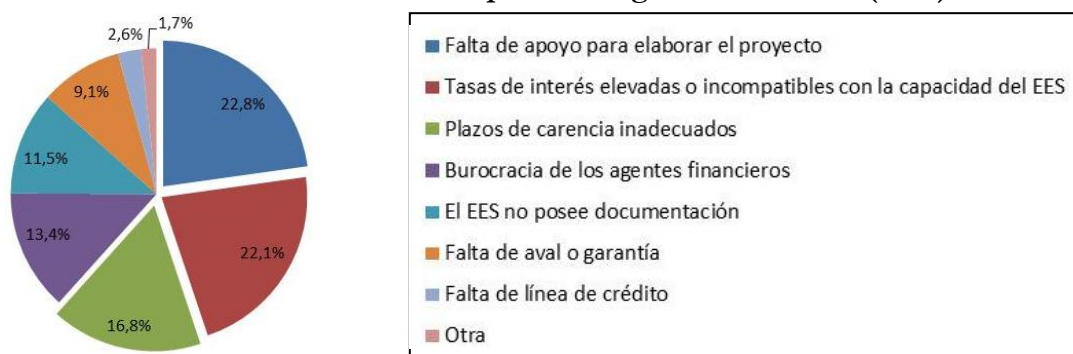 1,7%
2,6%
9,1%
22,8%
11,5%
13,4%
22,1%
16,8%
Falta de apoyo para elaborar el proyecto
Tasas de interés elevadas o incompatibles con la capacidad del EES
Plazos de carencia inadecuados
Burocracia de los agentes financieros
El EES no posee documentación
Falta de aval o garantía
Falta de línea de crédito
Otra